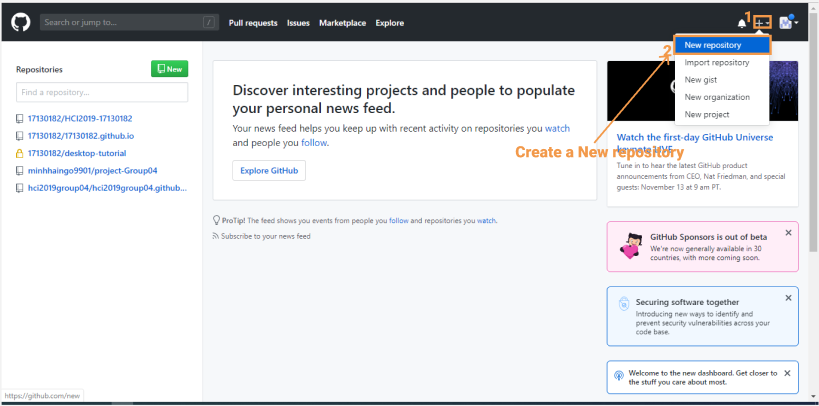 Search or jump to...
/
Pull requests Issues Marketplace Explore
1
2
New repository
Import repository
New gist
New organization
New project
Create a New repository
Repositories
New
Find a repository...
17130182/HCI2019-17130182
17130182/17130182.github.io
17130182/desktop-tutorial
minhhaingo9901/project-Group04
hci2019group04/hci2019group04.github...
Discover interesting projects and people to populate
your personal news feed.
Your news feed helps you keep up with recent activity on repositories you watch
and people you follow.
Explore GitHub
ProTip! The feed shows you events from people you follow and repositories you watch.
Subscribe to your news feed
Watch the first-day GitHub Universe
keynote LIVE
Tune in to hear the latest GitHub product
announcements from CEO, Nat Friedman, and special
guests: November 13 at 9 am PT.
GitHub Sponsors is out of beta
We're now generally available in 30
countries, with more coming soon.
Securing software together
Introducing new ways to identify and
prevent security vulnerabilities across your
code base.
Welcome to the new dashboard. Get closer to
the stuff you care about most.
https://github.com/new